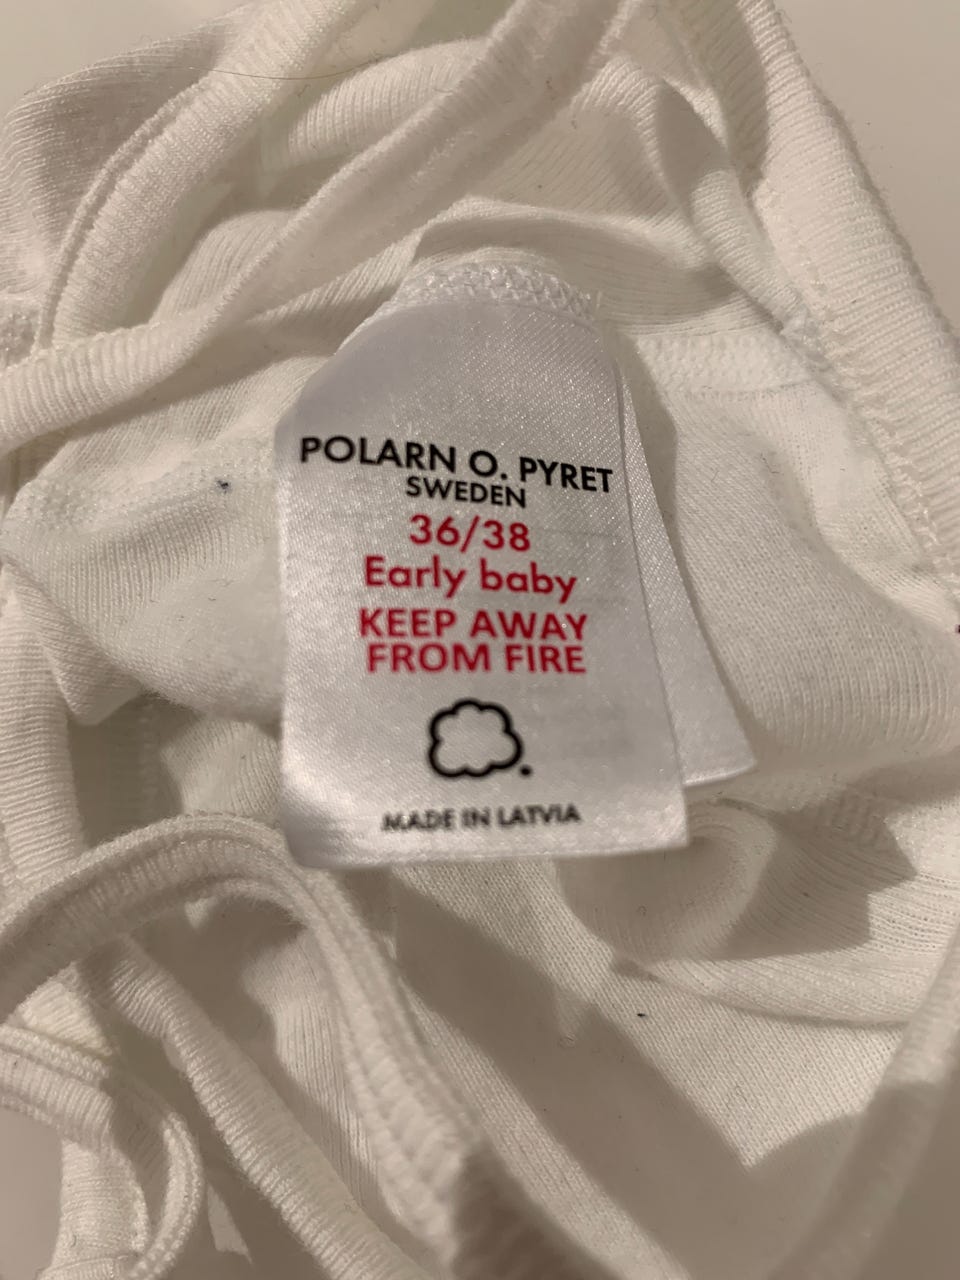 POLARN O. PYRET
SWEDEN
36/38
Early baby
KEEP AWAY
FROM FIRE
MADE IN LATVIA